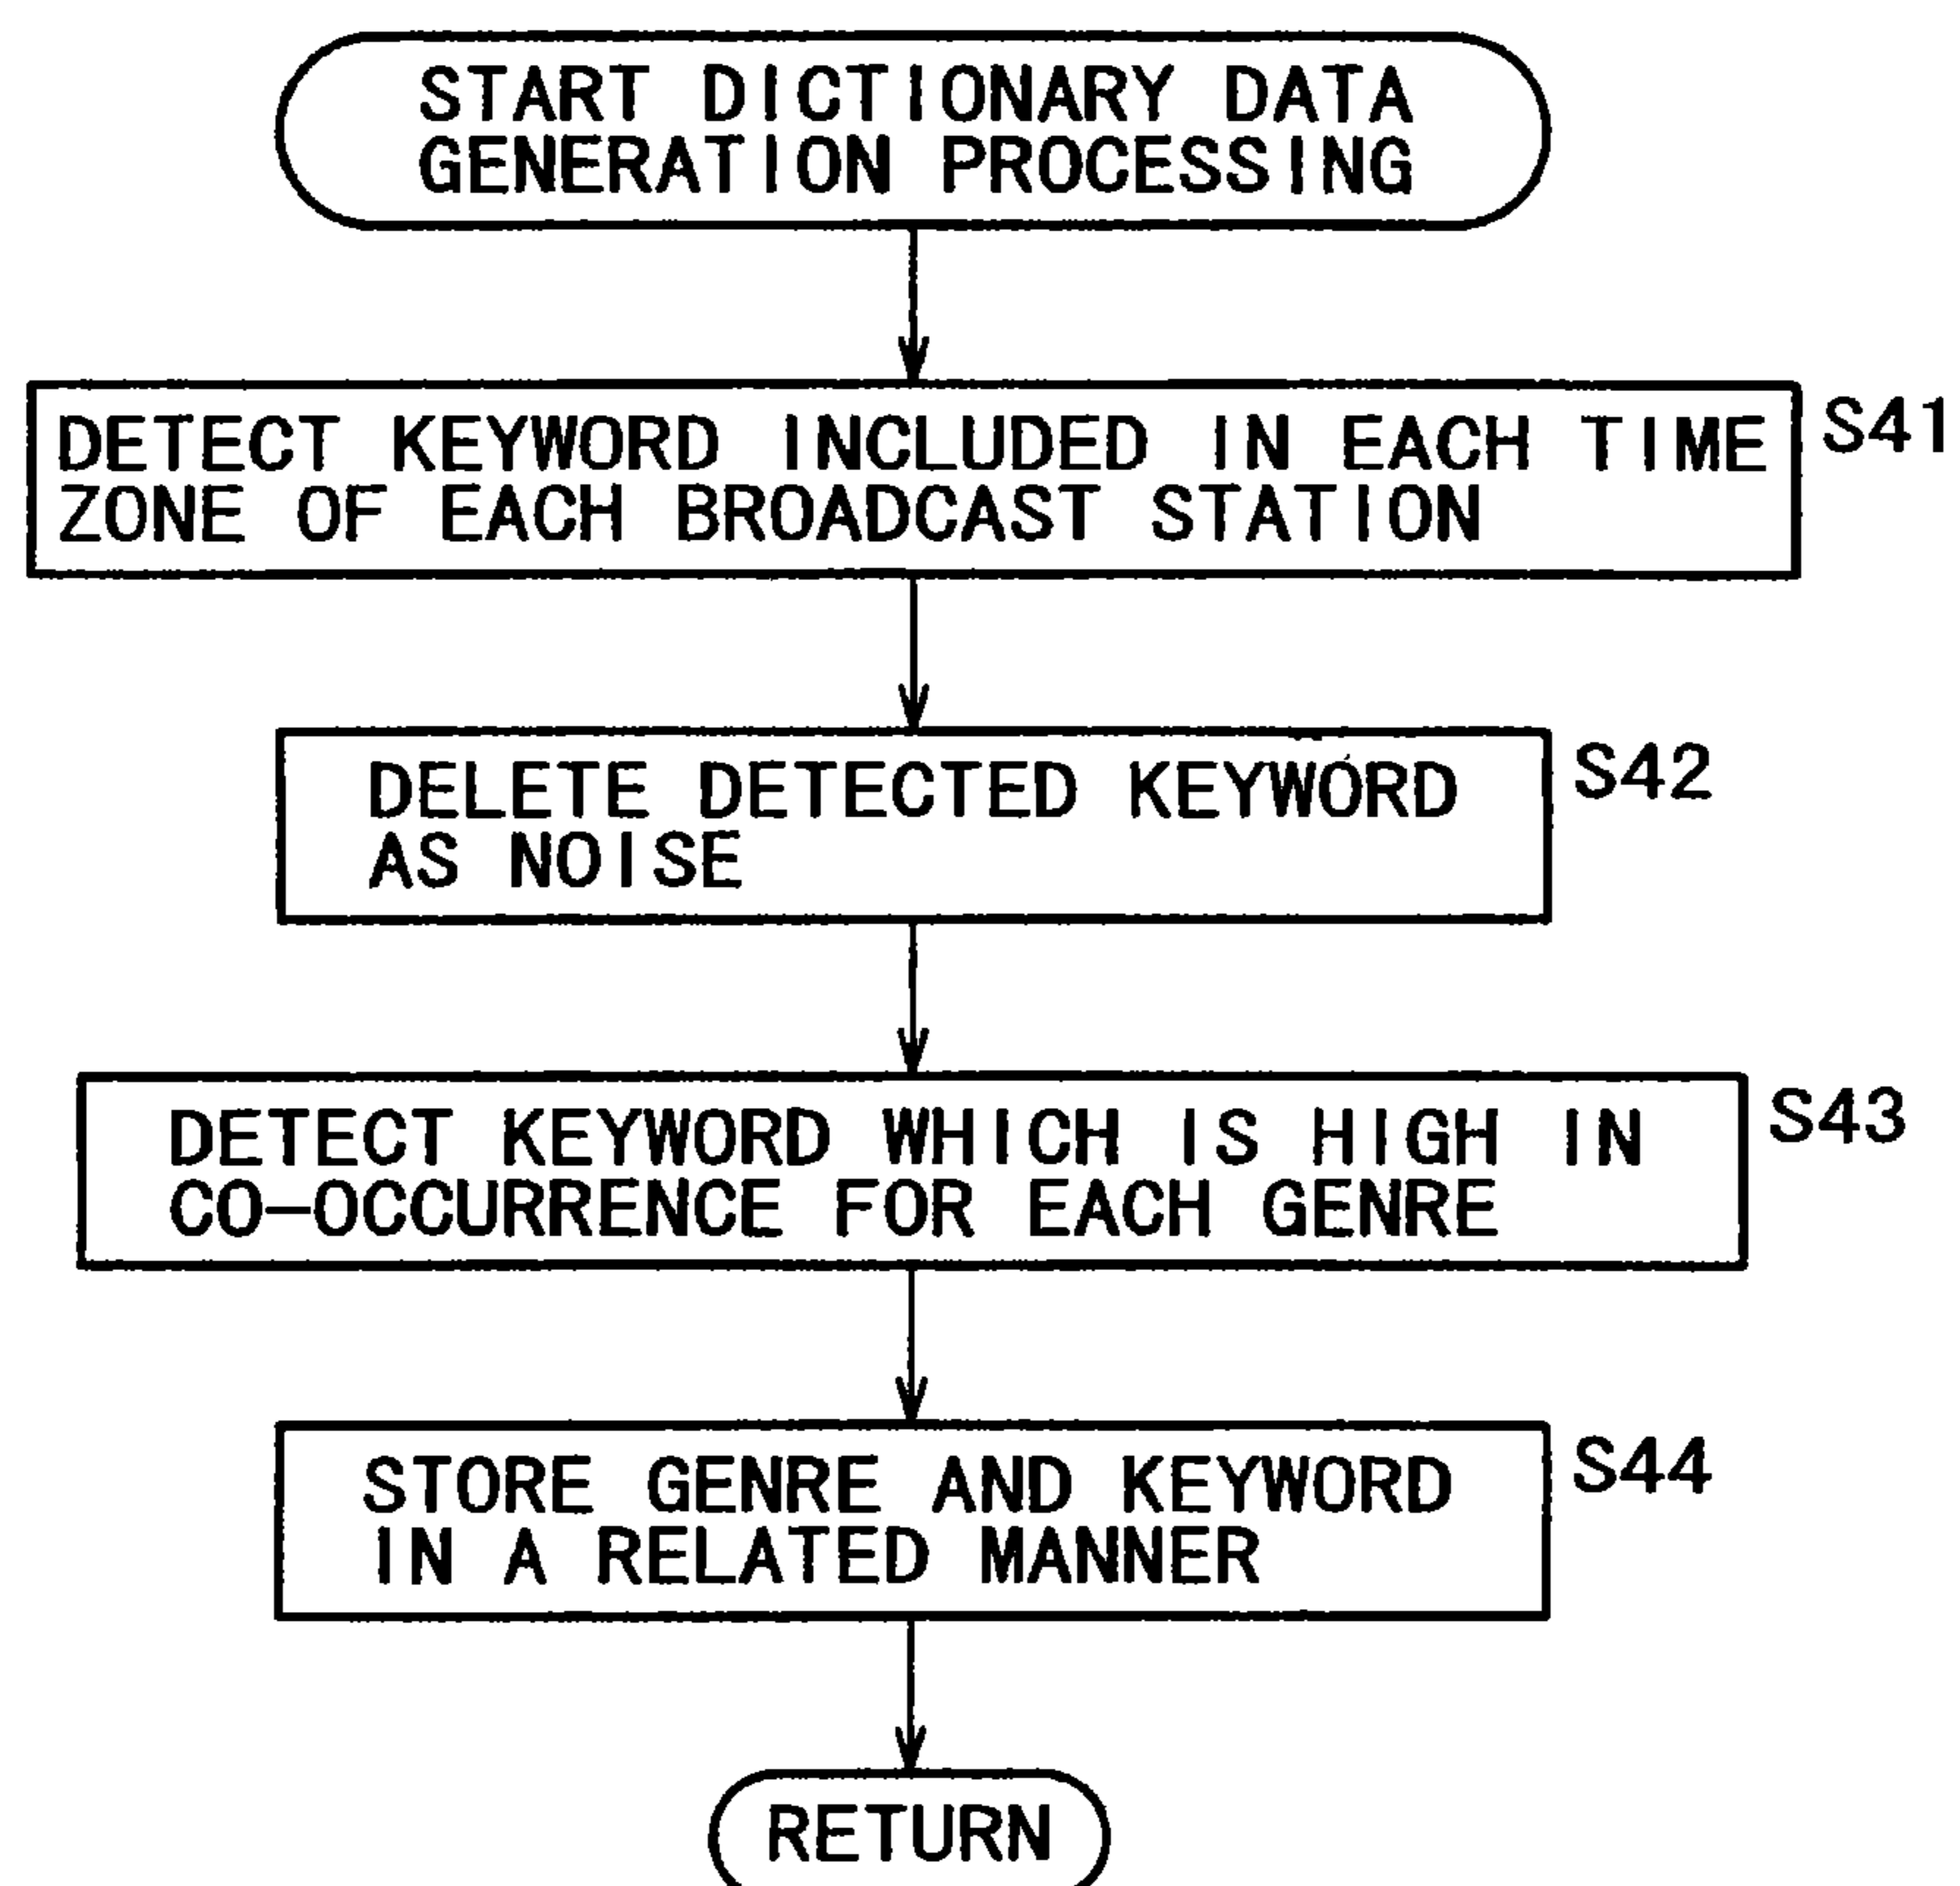 START DICTIONARY DATA
GENERATION PROCESSING
DETECT KEYWORD INCLUDED IN EACH TIME
ZONE OF EACH BROADCAST STATION
S41
DELETE DETECTED KEYWORD
AS NOISE
S42
DETECT KEYWORD WHICH IS HIGH IN
CO-OCCURRENCE FOR EACH GENRE
S43
STORE GENRE AND KEYWORD
IN A RELATED MANNER
S44
RETURN